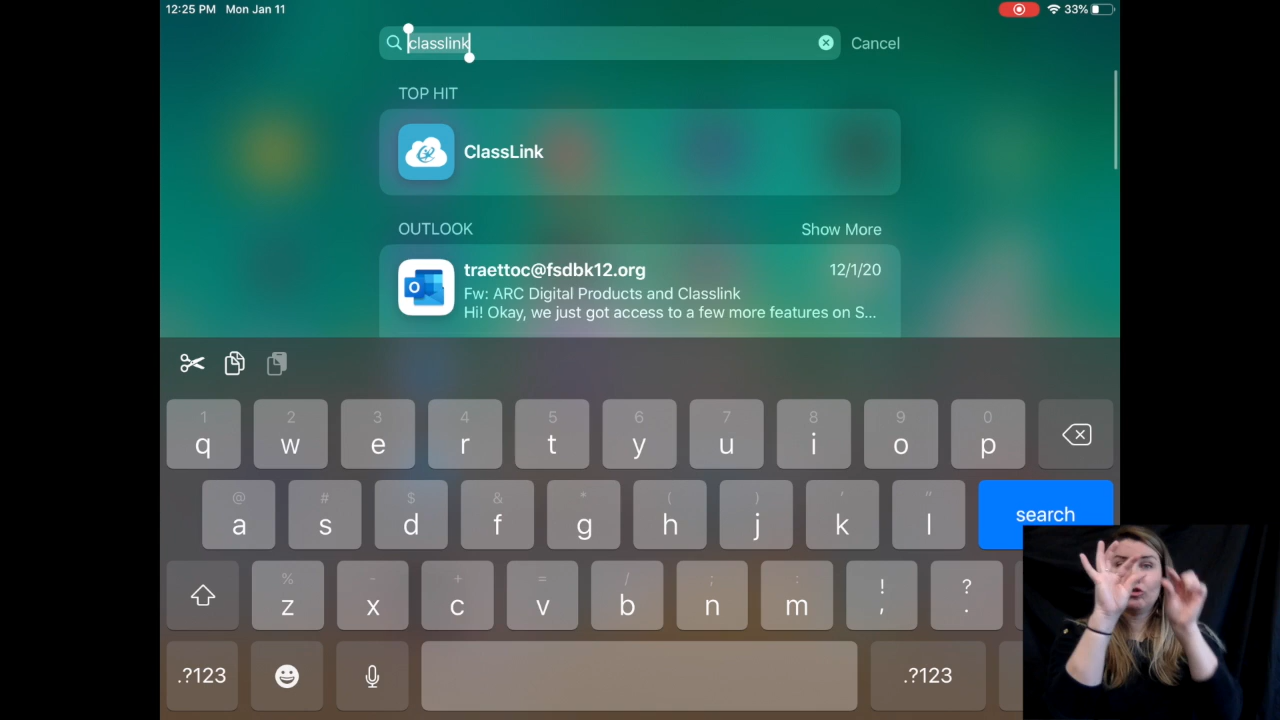 12:25 PM Mon Jan 11
33%
classlink
Cancel
TOP HIT
ClassLink
OUTLOOK
Show More
traettoc@fsdbk12.org
12/1/20
Fw: ARC Digital Products and Classlink
Hi! Okay, we just got access to a few more features on S...
1 2 3 4 5 6 7 8 9 0
q w e r t y u i o p
@ # $ & * ( ) ' "
a s d f g h j k l search
% - + = / ; : ! ?
z x c v b n m , .
.?123 .?123